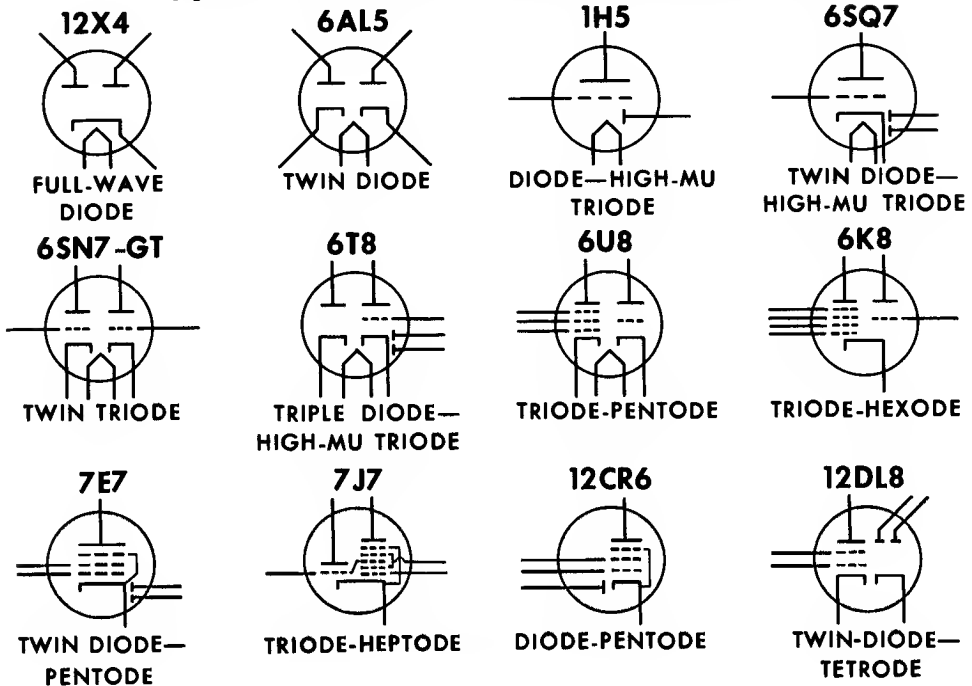 12X4
FULL-WAVE
DIODE
6AL5
TWIN DIODE
1H5
DIODE—HIGH-MU
TRIODE
6SQ7
TWIN DIODE—
HIGH-MU TRIODE
6SN7-GT
TWIN TRIODE
6T8
TRIPLE DIODE—
HIGH-MU TRIODE
6U8
TRIODE-PENTODE
6K8
TRIODE-HEXODE
7E7
TWIN DIODE—
PENTODE
7J7
TRIODE-HEPTODE
12CR6
DIODE-PENTODE
12DL8
TWIN-DIODE—
TETRODE